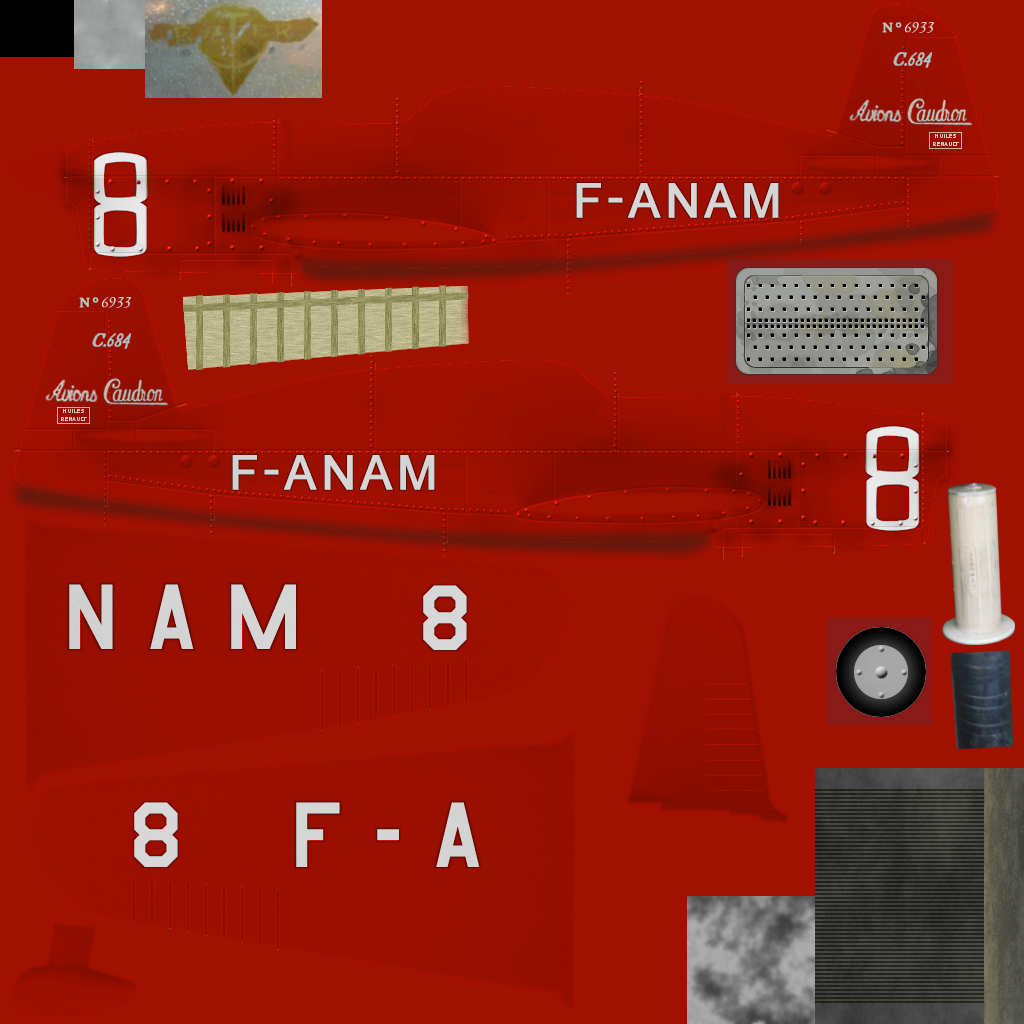 RATIER
N° 6933
C.684
Avions Caudron
HUILES
RENAULT
8
F-ANAM
N° 6933
C.684
Avions Caudron
HUILES
RENAULT
F-ANAM
8
NAM 8
8 F-A